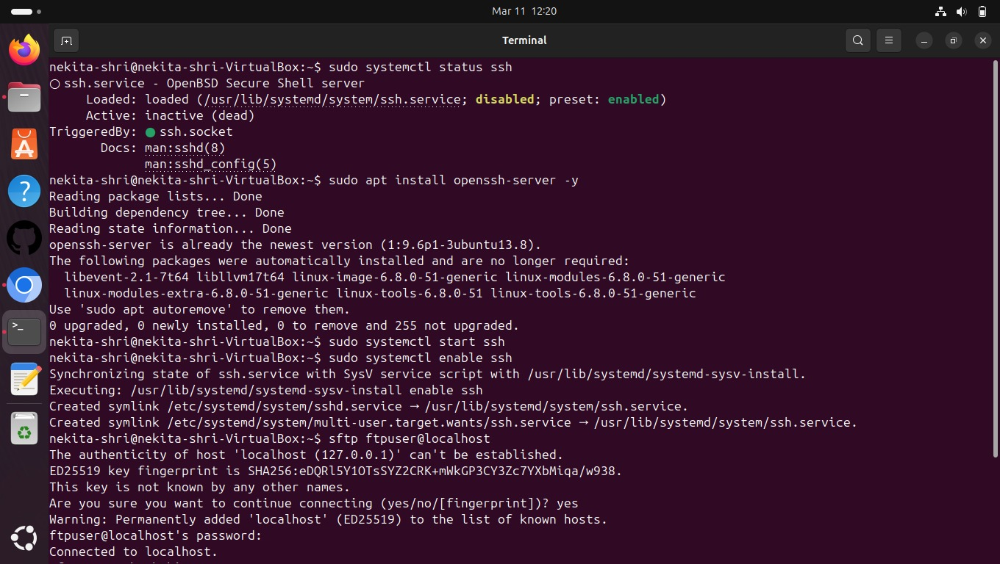 Mar 11 12:20
Terminal
nekita-shri@nekita-shri-VirtualBox:~$ sudo systemctl status ssh
○ ssh.service - OpenBSD Secure Shell server
     Loaded: loaded (/usr/lib/systemd/system/ssh.service; disabled; preset: enabled)
     Active: inactive (dead)
TriggeredBy: ● ssh.socket
       Docs: man:sshd(8)
             man:sshd_config(5)
nekita-shri@nekita-shri-VirtualBox:~$ sudo apt install openssh-server -y
Reading package lists... Done
Building dependency tree... Done
Reading state information... Done
openssh-server is already the newest version (1:9.6p1-3ubuntu13.8).
The following packages were automatically installed and are no longer required:
  libevent-2.1-7t64 libllvm17t64 linux-image-6.8.0-51-generic linux-modules-6.8.0-51-generic
  linux-modules-extra-6.8.0-51-generic linux-tools-6.8.0-51 linux-tools-6.8.0-51-generic
Use 'sudo apt autoremove' to remove them.
0 upgraded, 0 newly installed, 0 to remove and 255 not upgraded.
nekita-shri@nekita-shri-VirtualBox:~$ sudo systemctl start ssh
nekita-shri@nekita-shri-VirtualBox:~$ sudo systemctl enable ssh
Synchronizing state of ssh.service with SysV service script with /usr/lib/systemd/systemd-sysv-install.
Executing: /usr/lib/systemd/systemd-sysv-install enable ssh
Created symlink /etc/systemd/system/sshd.service → /usr/lib/systemd/system/ssh.service.
Created symlink /etc/systemd/system/multi-user.target.wants/ssh.service → /usr/lib/systemd/system/ssh.service.
nekita-shri@nekita-shri-VirtualBox:~$ sftp ftpuser@localhost
The authenticity of host 'localhost (127.0.0.1)' can't be established.
ED25519 key fingerprint is SHA256:eDQRl5Y1OTsSYZ2CRK+mWkGP3CY3Zc7YXbMiqa/w938.
This key is not known by any other names.
Are you sure you want to continue connecting (yes/no/[fingerprint])? yes
Warning: Permanently added 'localhost' (ED25519) to the list of known hosts.
ftpuser@localhost's password:
Connected to localhost.